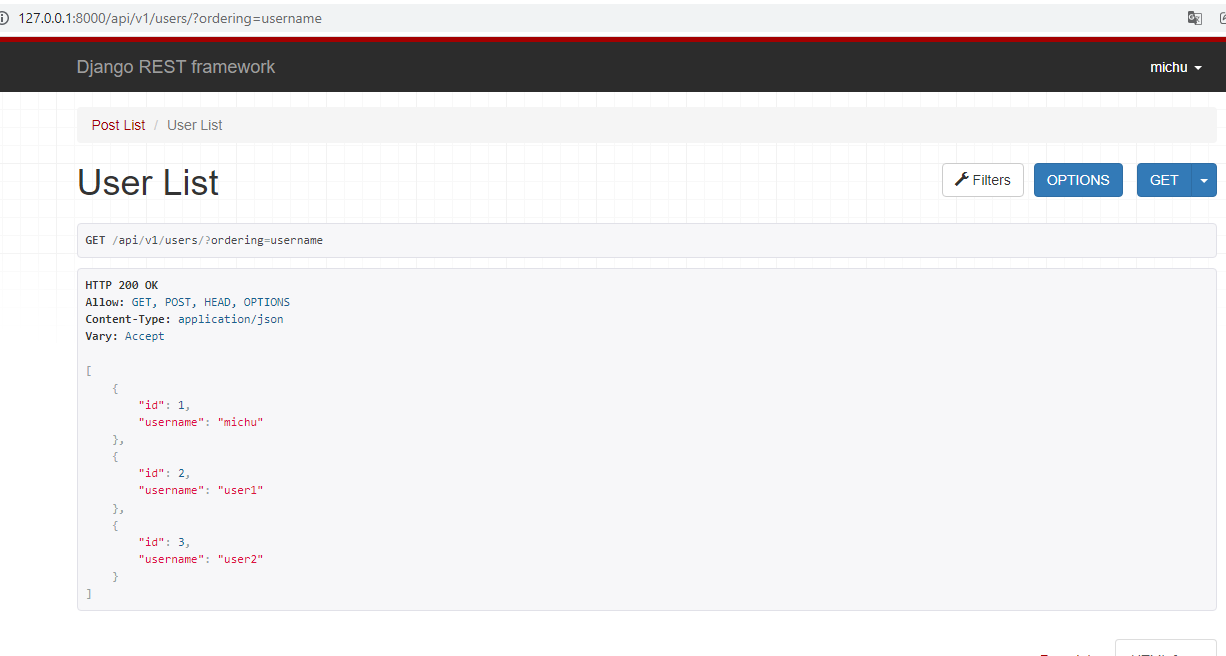 127.0.0.1:8000/api/v1/users/?ordering=username
Django REST framework
michu
Post List / User List
User List
Filters
OPTIONS
GET
GET /api/v1/users/?ordering=username
HTTP 200 OK
Allow: GET, POST, HEAD, OPTIONS
Content-Type: application/json
Vary: Accept
[
{
"id": 1,
"username": "michu"
},
{
"id": 2,
"username": "user1"
},
{
"id": 3,
"username": "user2"
}
]